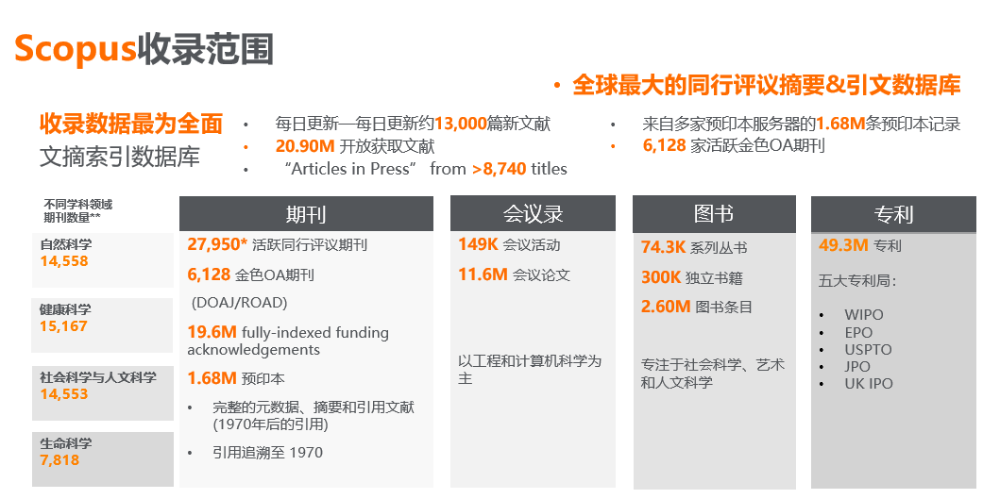 Scopus收录范围
• 全球最大的同行评议摘要&引文数据库
收录数据最为全面
文摘索引数据库
• 每日更新—每日更新约13,000篇新文献
• 20.90M 开放获取文献
• “Articles in Press” from >8,740 titles
• 来自多家预印本服务器的1.68M条预印本记录
• 6,128 家活跃金色OA期刊
不同学科领域
期刊数量**
自然科学
14,558
健康科学
15,167
社会科学与人文科学
14,553
生命科学
7,818
期刊
27,950* 活跃同行评议期刊
6,128 金色OA期刊
(DOAJ/ROAD)
19.6M fully-indexed funding
acknowledgements
1.68M 预印本
• 完整的元数据、摘要和引用文献
(1970年后的引用)
• 引用追溯至 1970
会议录
149K 会议活动
11.6M 会议论文
以工程和计算机科学为
主
图书
74.3K 系列丛书
300K 独立书籍
2.60M 图书条目
专注于社会科学、艺术
和人文科学
专利
49.3M 专利
五大专利局：
• WIPO
• EPO
• USPTO
• JPO
• UK IPO